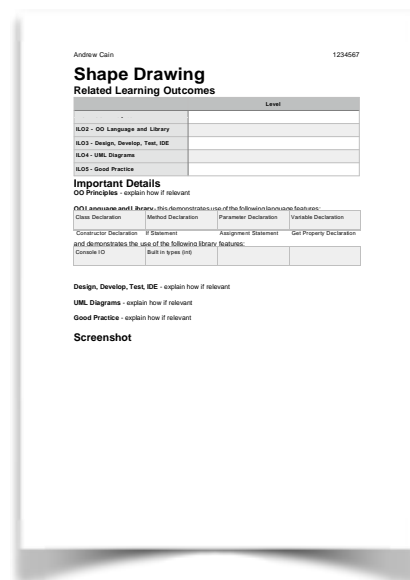 Andrew Cain 1234567
Shape Drawing
Related Learning Outcomes
Level
ILO2 - OO Language and Library
ILO3 - Design, Develop, Test, IDE
ILO4 - UML Diagrams
ILO5 - Good Practice
Important Details
OO Principles - explain how if relevant
OO Language and Library - this demonstrates use of the following language features:
Class Declaration Method Declaration Parameter Declaration Variable Declaration
Constructor Declaration If Statement Assignment Statement Get Property Declaration
and demonstrates the use of the following library features:
Console IO Built in types (int)
Design, Develop, Test, IDE - explain how if relevant
UML Diagrams - explain how if relevant
Good Practice - explain how if relevant
Screenshot